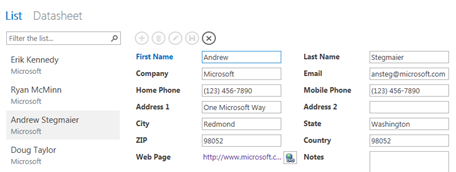 List Datasheet
Filter the list...
Erik Kennedy
Microsoft
Ryan McMinn
Microsoft
Andrew Stegmaier
Microsoft
Doug Taylor
Microsoft
First Name Andrew Last Name Stegmaier
Company Microsoft Email ansteg@microsoft.com
Home Phone (123) 456-7890 Mobile Phone (123) 456-7890
Address 1 One Microsoft Way Address 2
City Redmond State Washington
ZIP 98052 Country 98052
Web Page http://www.microsoft.c... Notes